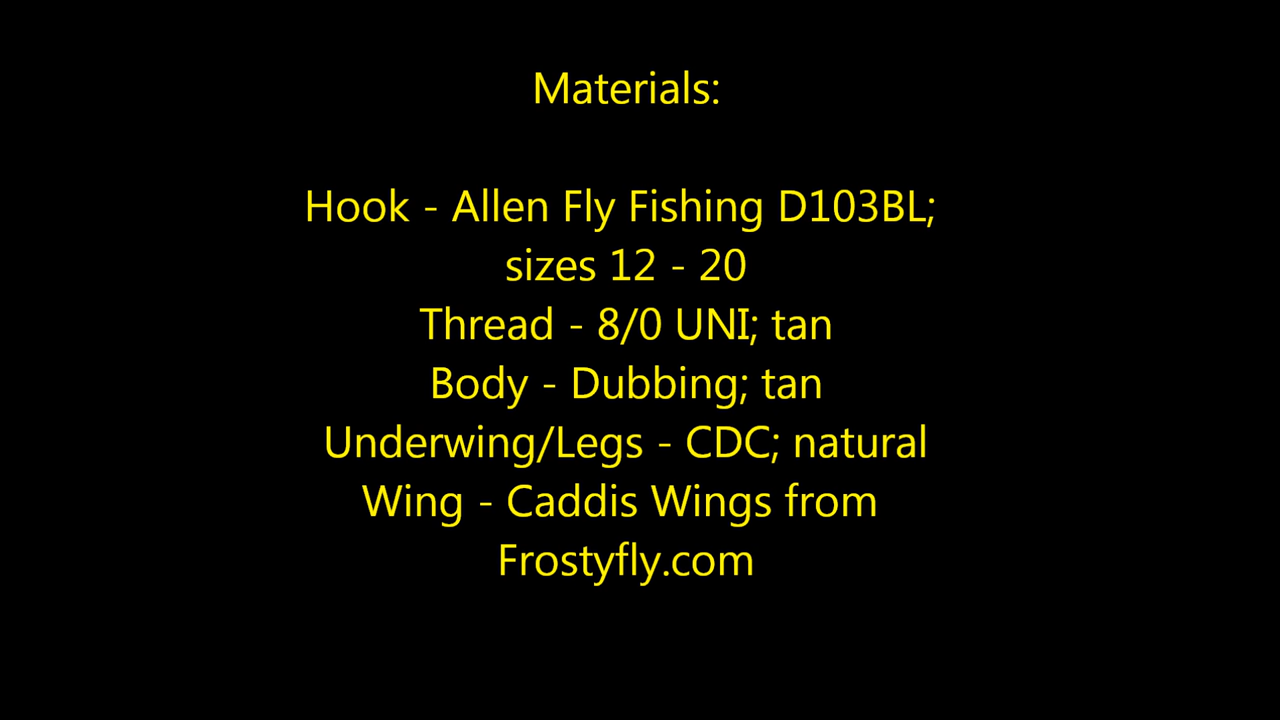 Materials:
Hook - Allen Fly Fishing D103BL;
sizes 12 - 20
Thread - 8/0 UNI; tan
Body - Dubbing; tan
Underwing/Legs - CDC; natural
Wing - Caddis Wings from
Frostyfly.com